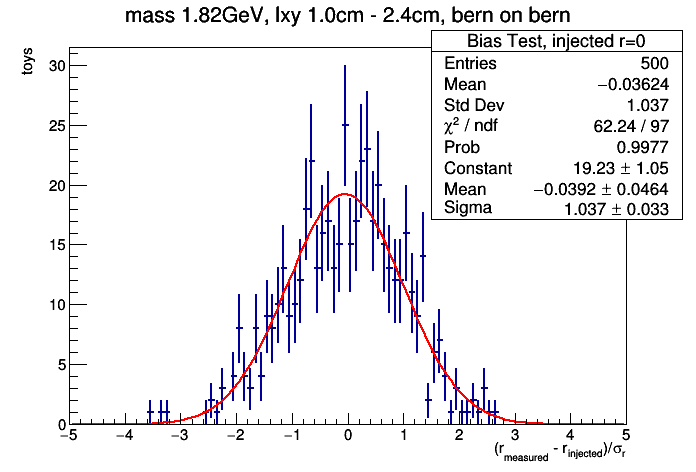 mass 1.82GeV, lxy 1.0cm - 2.4cm, bern on bern
Bias Test, injected r=0
Entries 500
Mean −0.03624
Std Dev 1.037
χ² / ndf 62.24 / 97
Prob 0.9977
Constant 19.23 ± 1.05
Mean −0.0392 ± 0.0464
Sigma 1.037 ± 0.033
toys
30
25
20
15
10
5
0
−5 −4 −3 −2 −1 0 1 2 3 4 5
(r_measured - r_injected)/σ_r